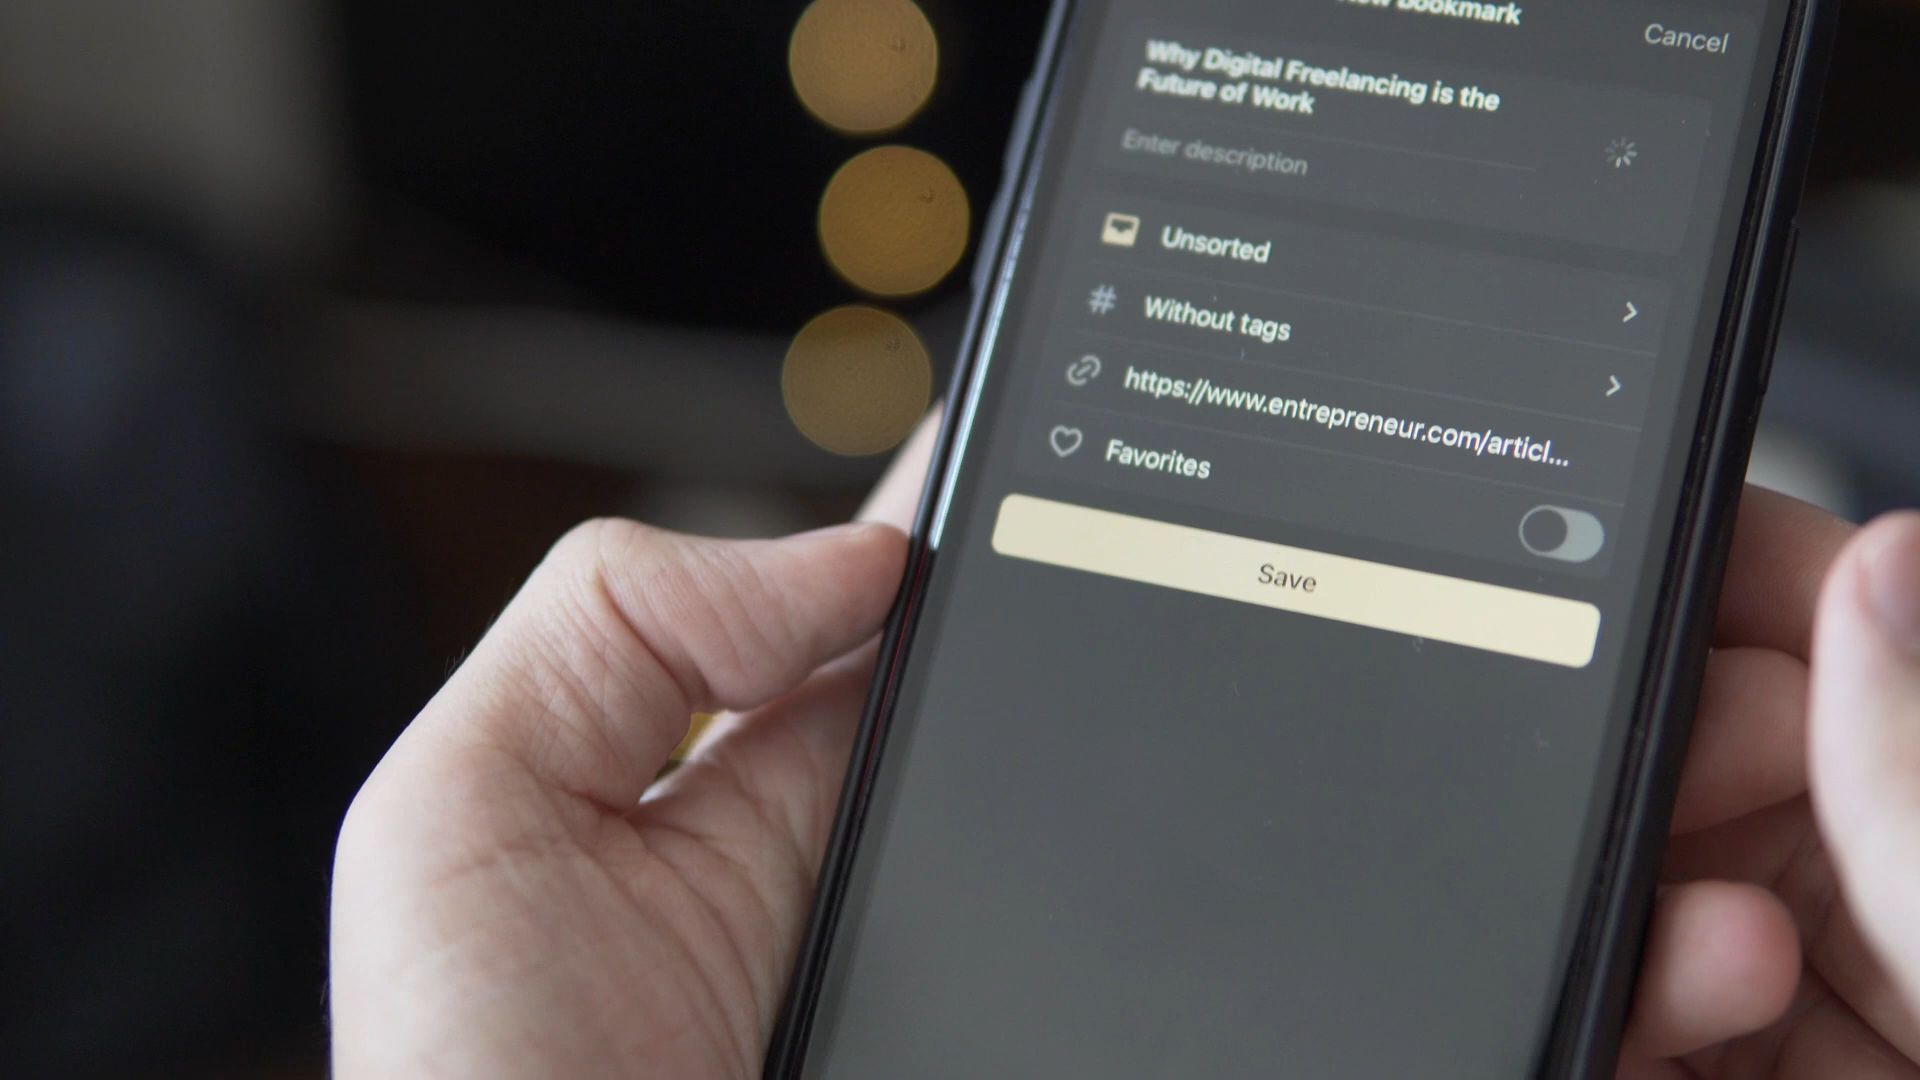 Bookmark
Cancel
Why Digital Freelancing is the
Future of Work
Enter description
Unsorted
Without tags
https://www.entrepreneur.com/articl...
Favorites
Save